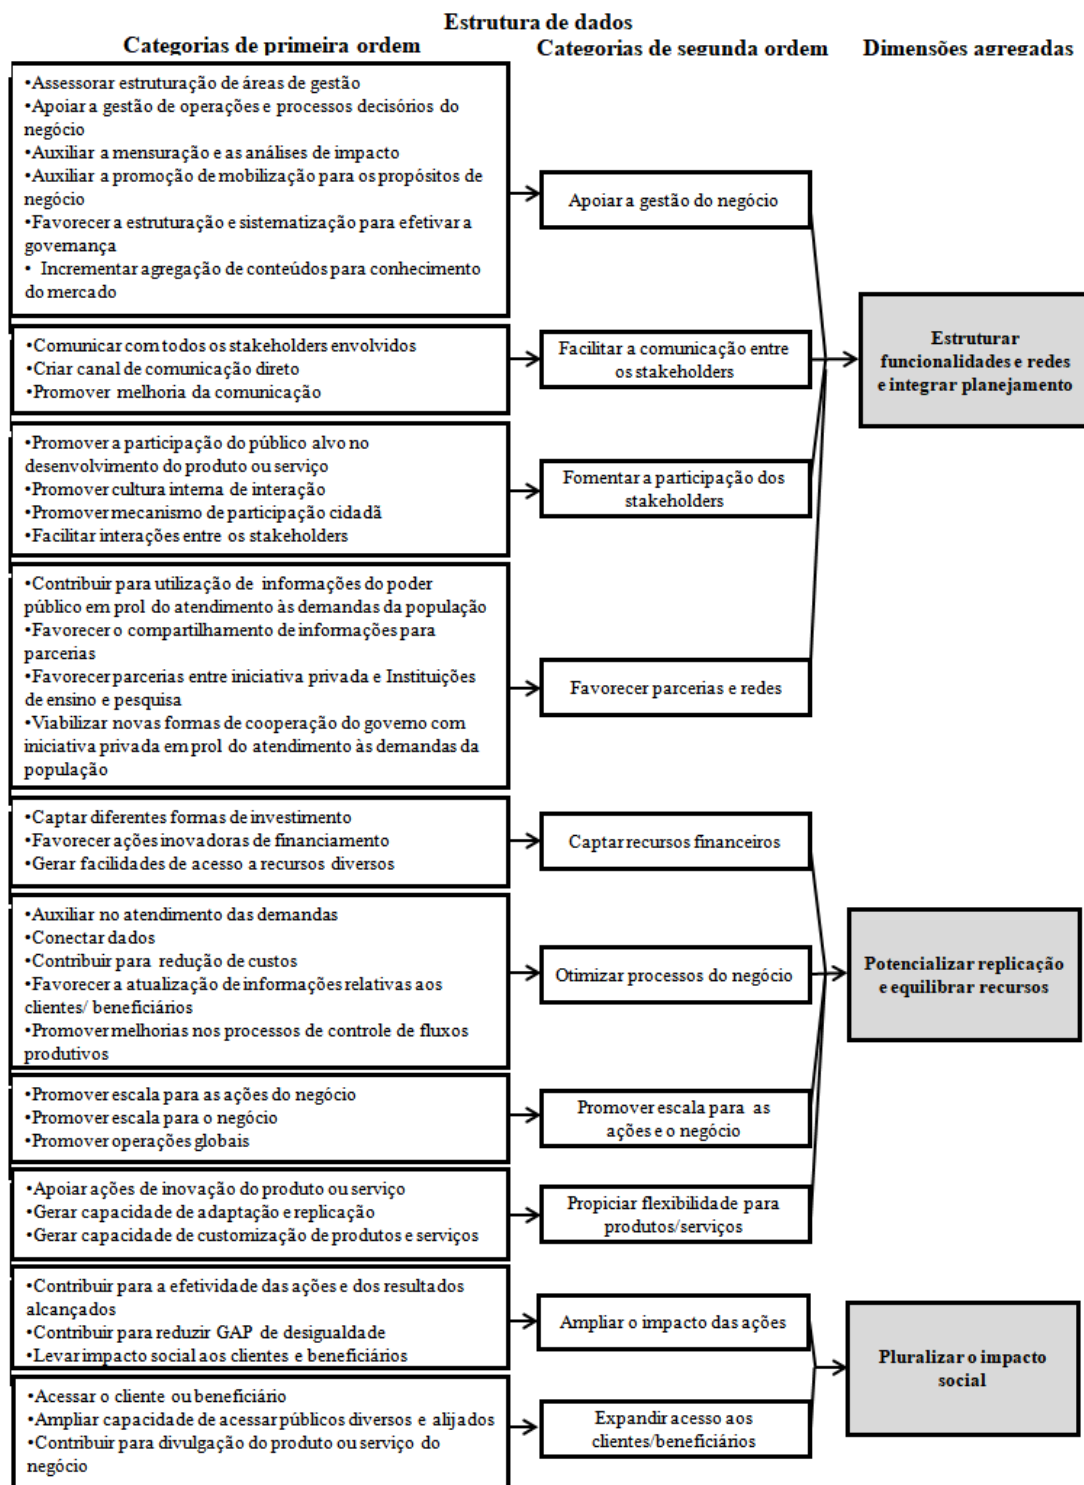 Estrutura de dados
Categorias de primeira ordem
Categorias de segunda ordem
Dimensões agregadas
•Assessorar estruturação de áreas de gestão
•Apoiar a gestão de operações e processos decisórios do
negócio
•Auxiliar a mensuração e as análises de impacto
•Auxiliar a promoção de mobilização para os propósitos de
negócio
•Favorecer a estruturação e sistematização para efetivar a
governança
• Incrementar agregação de conteúdos para conhecimento
do mercado
Apoiar a gestão do negócio
•Comunicar com todos os stakeholders envolvidos
•Criar canal de comunicação direto
•Promover melhoria da comunicação
Facilitar a comunicação entre
os stakeholders
Estruturar
funcionalidades e redes
e integrar planejamento
•Promover a participação do público alvo no
desenvolvimento do produto ou serviço
•Promover cultura interna de interação
•Promover mecanismo de participação cidadã
•Facilitar interações entre os stakeholders
Fomentar a participação dos
stakeholders
•Contribuir para utilização de informações do poder
público em prol do atendimento às demandas da população
•Favorecer o compartilhamento de informações para
parcerias
•Favorecer parcerias entre iniciativa privada e Instituições
de ensino e pesquisa
•Viabilizar novas formas de cooperação do governo com
iniciativa privada em prol do atendimento às demandas da
população
Favorecer parcerias e redes
•Captar diferentes formas de investimento
•Favorecer ações inovadoras de financiamento
•Gerar facilidades de acesso a recursos diversos
Captar recursos financeiros
•Auxiliar no atendimento das demandas
•Conectar dados
•Contribuir para redução de custos
•Favorecer a atualização de informações relativas aos
clientes/ beneficiários
•Promover melhorias nos processos de controle de fluxos
produtivos
Otimizar processos do negócio
Potencializar replicação
e equilibrar recursos
•Promover escala para as ações do negócio
•Promover escala para o negócio
•Promover operações globais
Promover escala para as
ações e o negócio
•Apoiar ações de inovação do produto ou serviço
•Gerar capacidade de adaptação e replicação
•Gerar capacidade de customização de produtos e serviços
Propiciar flexibilidade para
produtos/serviços
•Contribuir para a efetividade das ações e dos resultados
alcançados
•Contribuir para reduzir GAP de desigualdade
•Levar impacto social aos clientes e beneficiários
Ampliar o impacto das ações
Pluralizar o impacto
social
•Acessar o cliente ou beneficiário
•Ampliar capacidade de acessar públicos diversos e alijados
•Contribuir para divulgação do produto ou serviço do
negócio
Expandir acesso aos
clientes/beneficiários